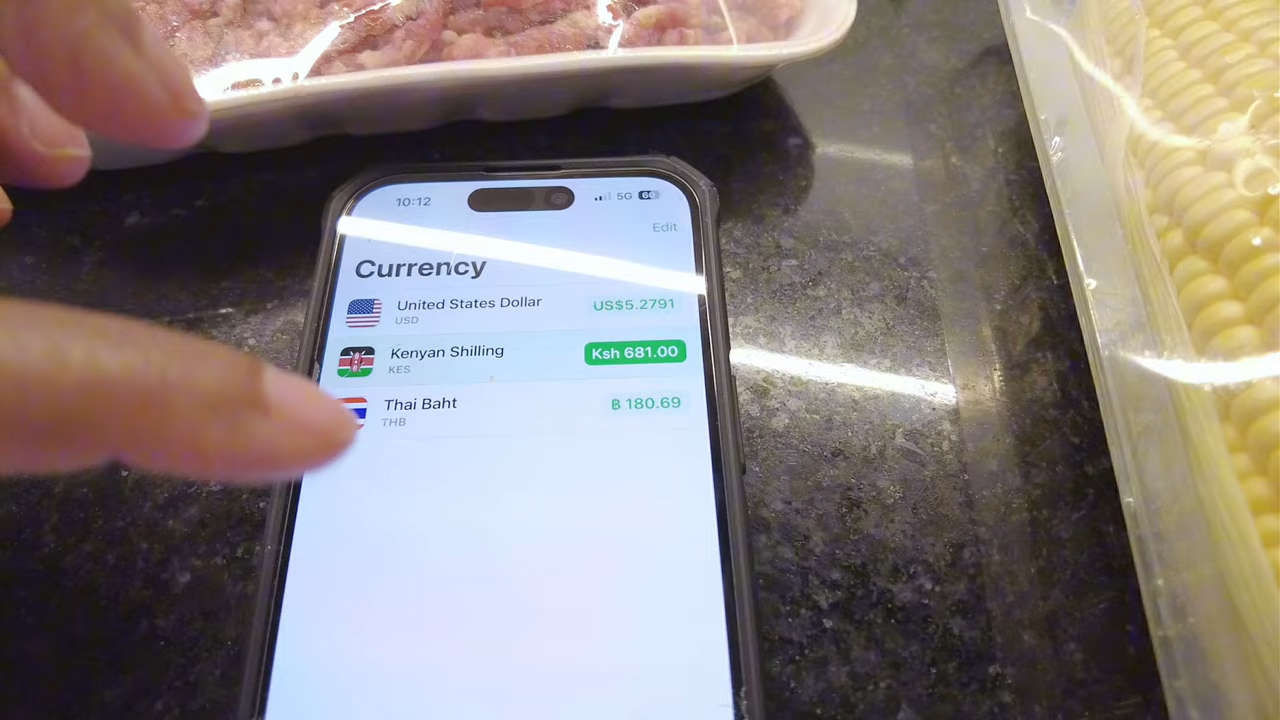 10:12
5G
Edit
Currency
United States Dollar
US$5.2791
USD
Kenyan Shilling
Ksh 681.00
KES
Thai Baht
฿ 180.69
THB